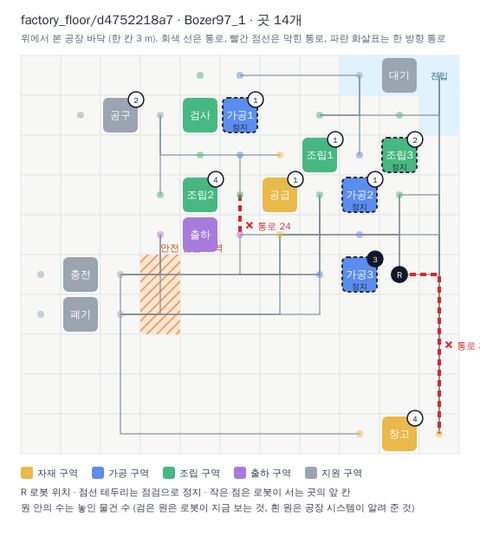 factory_floor/d4752218a7 · Bozer97_1 · 곳 14개
위에서 본 공장 바닥 (한 칸 3 m). 회색 선은 통로, 빨간 점선은 막힌 통로, 파란 화살표는 한 방향 통로
대기
진입
공구 2
검사
가공1 1
정지
조립1 1
조립3 2
정지
조립2 4
공급 1
가공2 1
정지
출하
× 통로 24
안전 역
충전
가공3 3
정지
R
폐기
× 통로
창고 4
자재 구역
가공 구역
조립 구역
출하 구역
지원 구역
R 로봇 위치 · 점선 테두리는 점검으로 정지 · 작은 점은 로봇이 서는 곳의 앞 칸
원 안의 수는 놓인 물건 수 (검은 원은 로봇이 지금 보는 것, 흰 원은 공장 시스템이 알려 준 것)